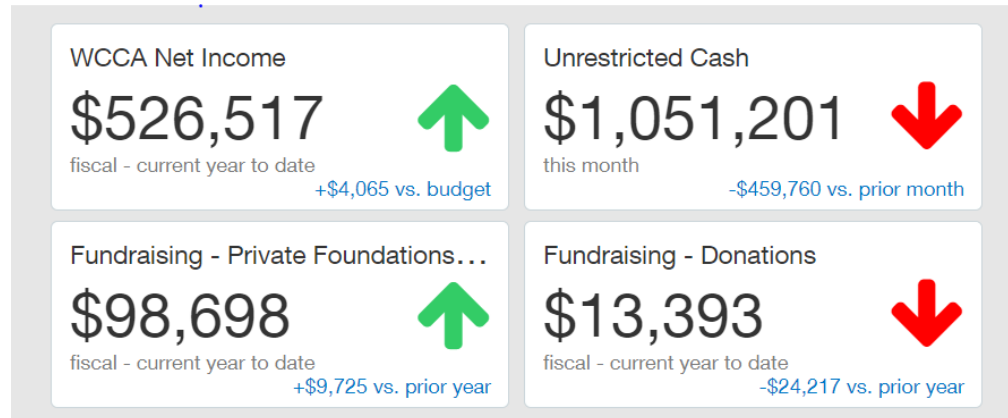 WCCA Net Income
$526,517
fiscal - current year to date
+$4,065 vs. budget
Unrestricted Cash
$1,051,201
this month
-$459,760 vs. prior month
Fundraising - Private Foundations...
$98,698
fiscal - current year to date
+$9,725 vs. prior year
Fundraising - Donations
$13,393
fiscal - current year to date
-$24,217 vs. prior year